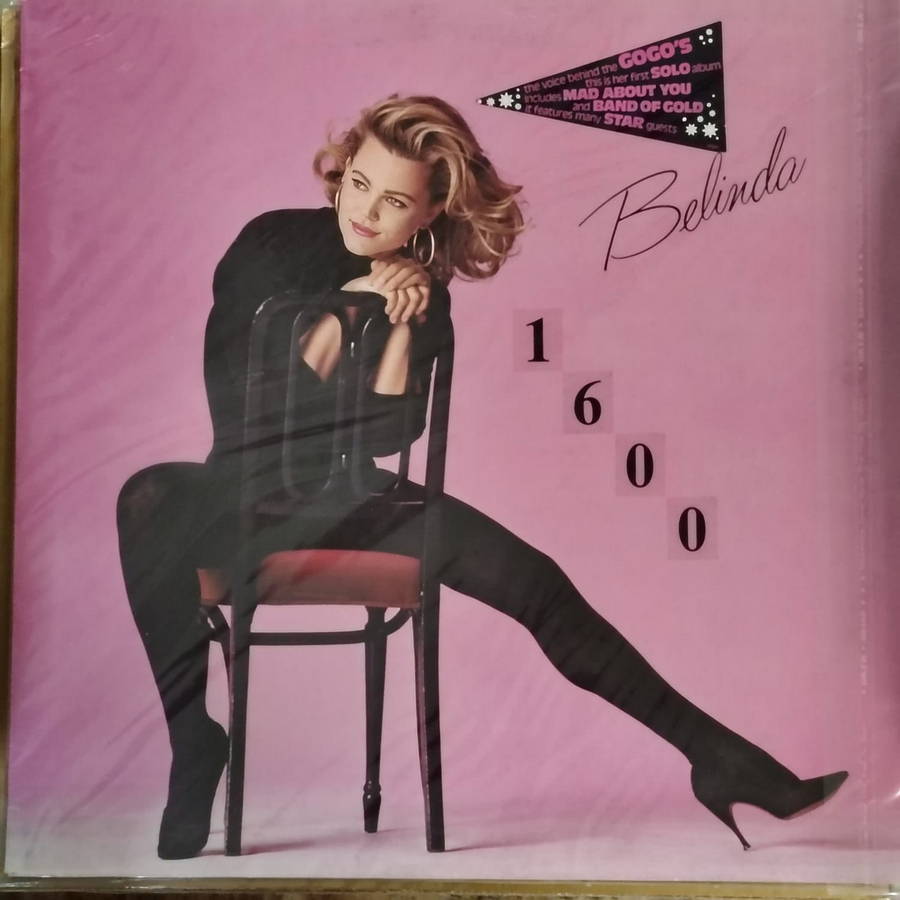 the voice behind the GOGO'S
this is her first SOLO album
includes MAD ABOUT YOU
and BAND OF GOLD
it features many STAR guests
Belinda
1
6
0
0